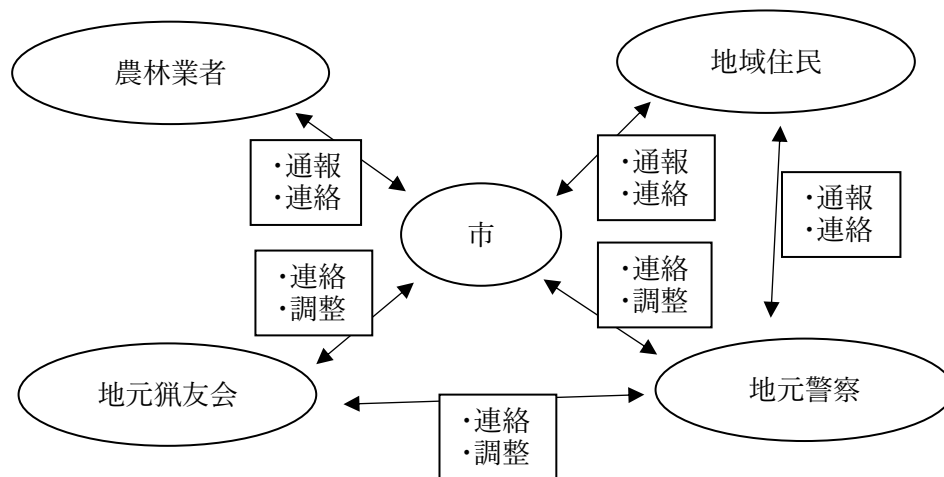 農林業者
地域住民
・通報
・連絡
・通報
・連絡
・通報
・連絡
市
・連絡
・調整
・連絡
・調整
地元猟友会
地元警察
・連絡
・調整